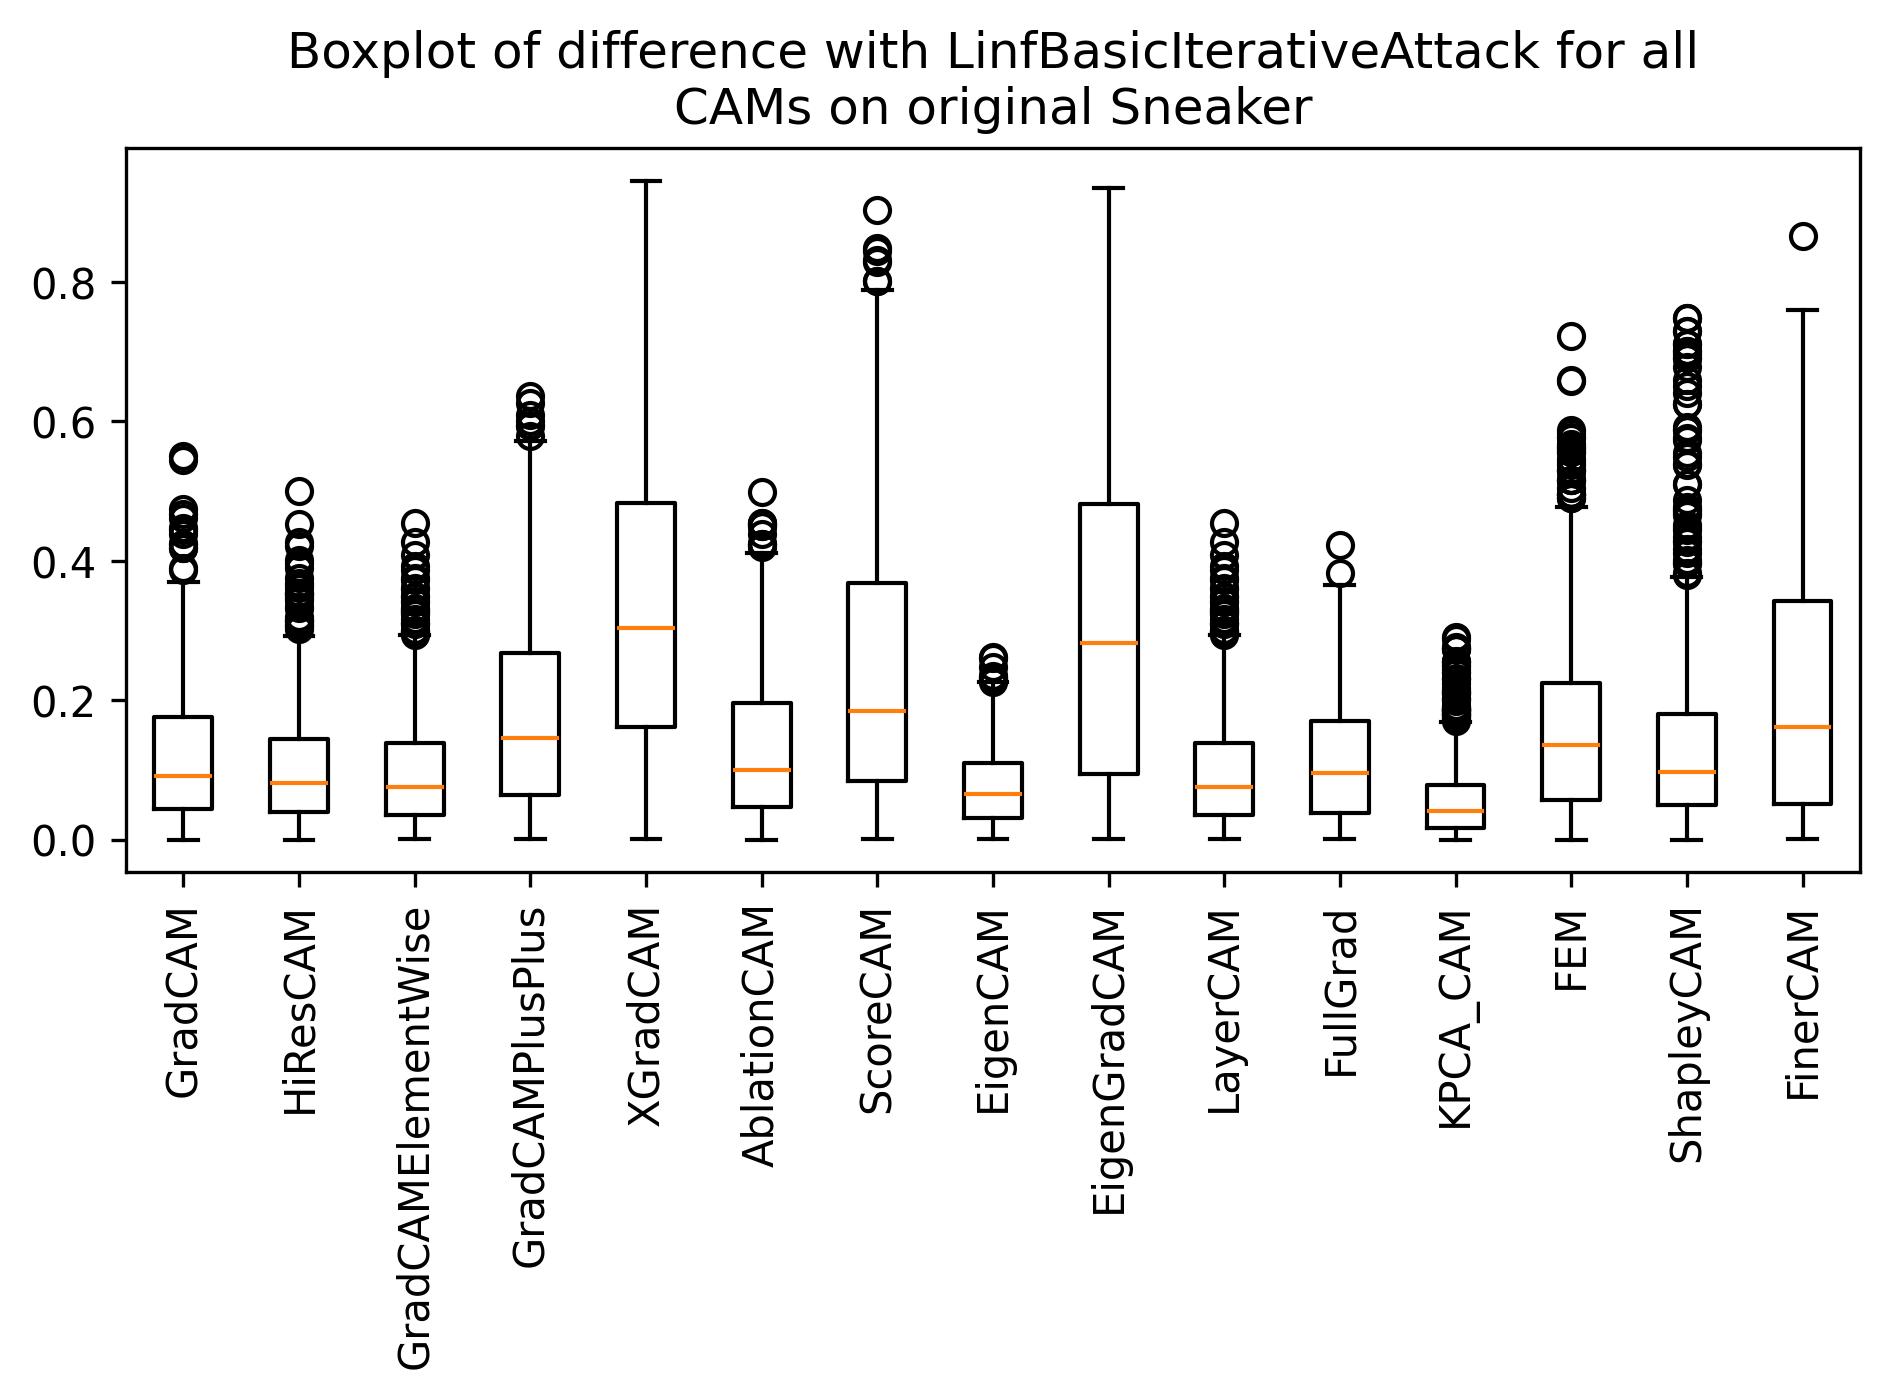 Boxplot of difference with LinfBasicIterativeAttack for all
CAMs on original Sneaker
0.8
0.6
0.4
0.2
0.0
GradCAM
HiResCAM
GradCAMElementWise
GradCAMPlusPlus
XGradCAM
AblationCAM
ScoreCAM
EigenCAM
EigenGradCAM
LayerCAM
FullGrad
KPCA_CAM
FEM
ShapleyCAM
FinerCAM